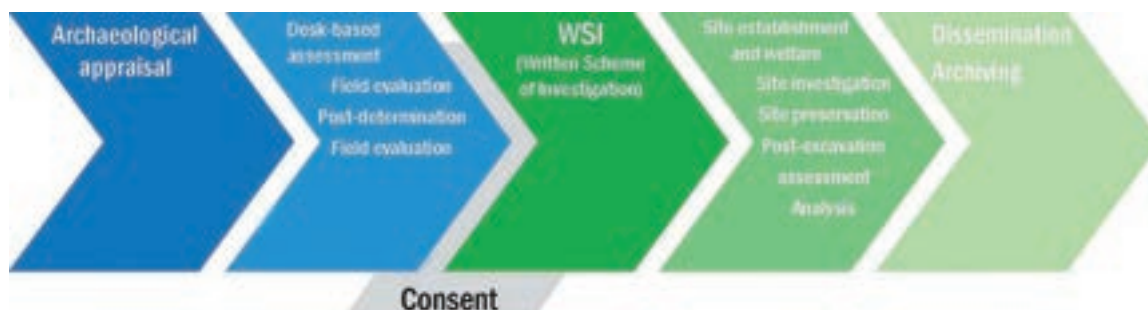 Archaeological
appraisal
Desk-based
assessment
Field evaluation
Post-determination
Field evaluation
WSI
(Written Scheme
of Investigation)
Site establishment
and welfare
Site investigation
Site preservation
Post-excavation
assessment
Analysis
Dissemination
Archiving
Consent